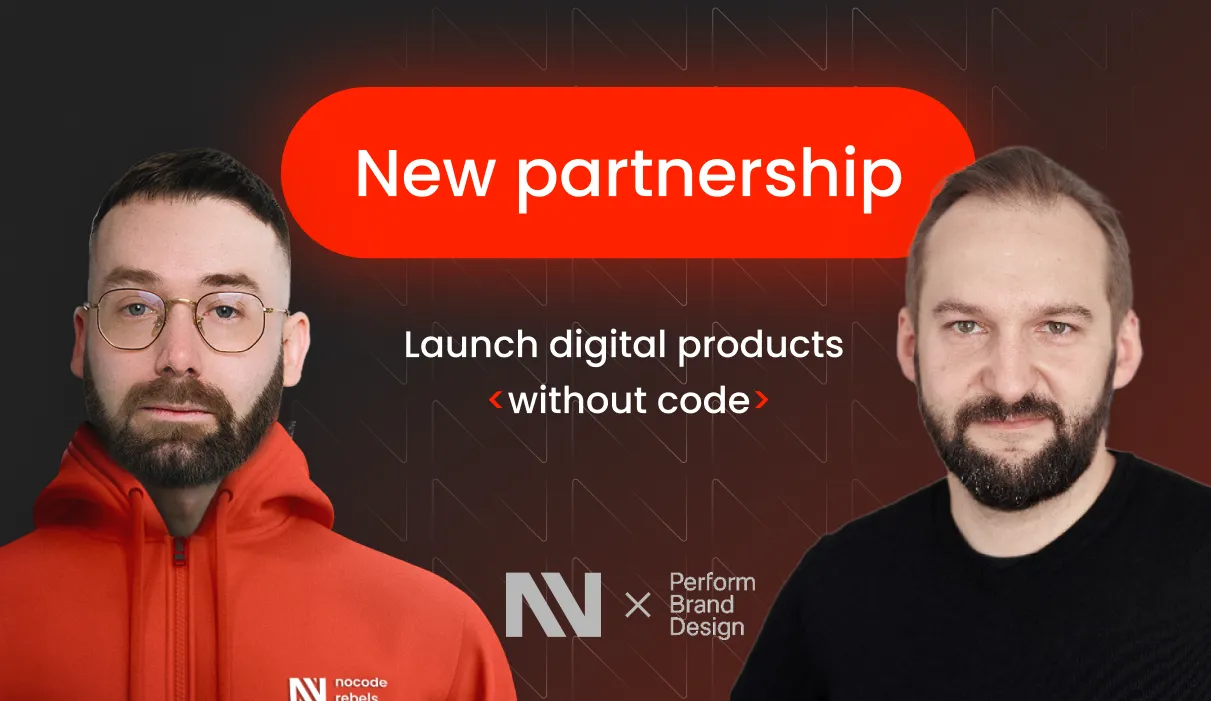 New partnership
Launch digital products
<without code>
Perform
Brand
Design
nocode
rebels